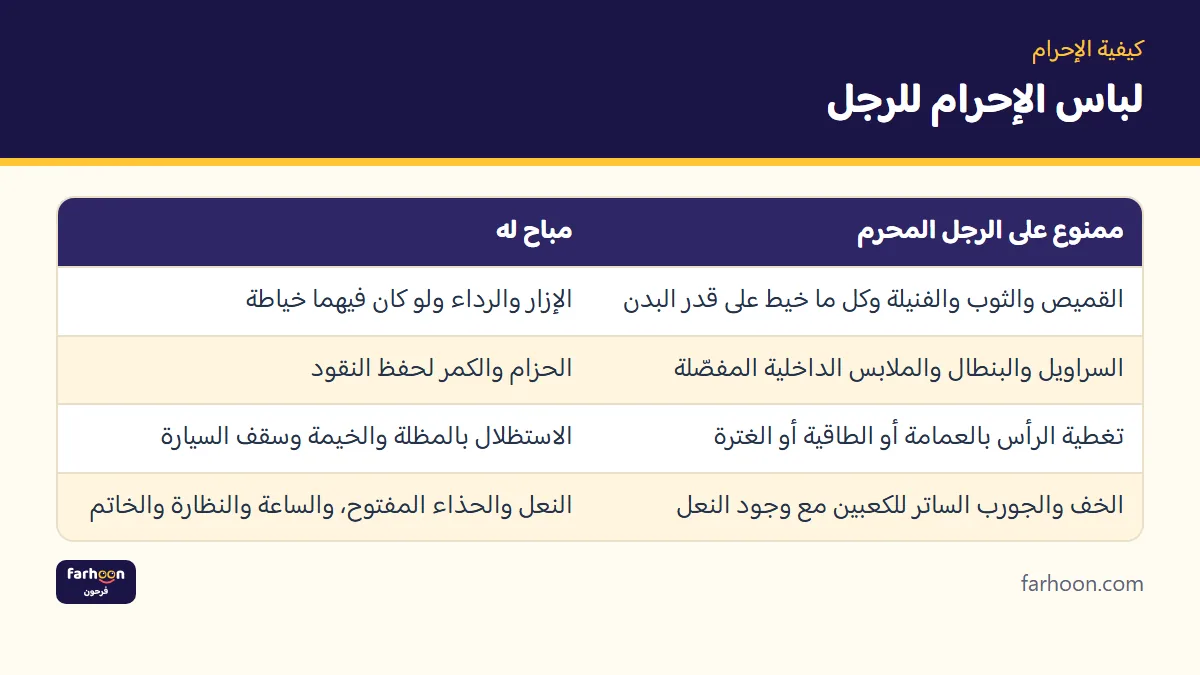 كيفية الإحرام
لباس الإحرام للرجل
ممنوع على الرجل المحرم
مباح له
القميص والثوب والفنيلة وكل ما خيط على قدر البدن
الإزار والرداء ولو كان فيهما خياطة
السراويل والبنطال والملابس الداخلية المفصّلة
الحزام والكمر لحفظ النقود
تغطية الرأس بالعمامة أو الطاقية أو الغترة
الاستظلال بالمظلة والخيمة وسقف السيارة
الخف والجورب الساتر للكعبين مع وجود النعل
النعل والحذاء المفتوح، والساعة والنظارة والخاتم
farhoon.com
farhoon
فرحون